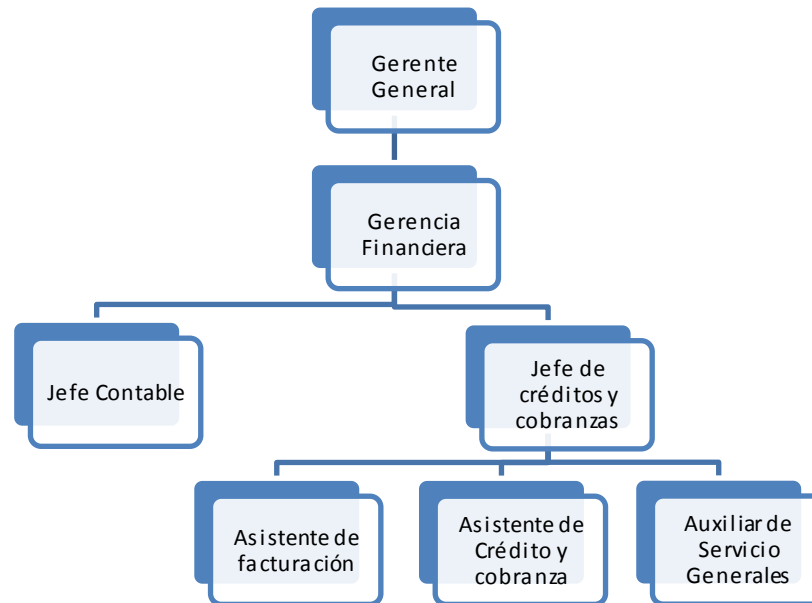 Gerente
General
Gerencia
Financiera
Jefe Contable
Jefe de
créditos y
cobranzas
Asistente de
facturación
Asistente de
Crédito y
cobranza
Auxiliar de
Servicio
Generales